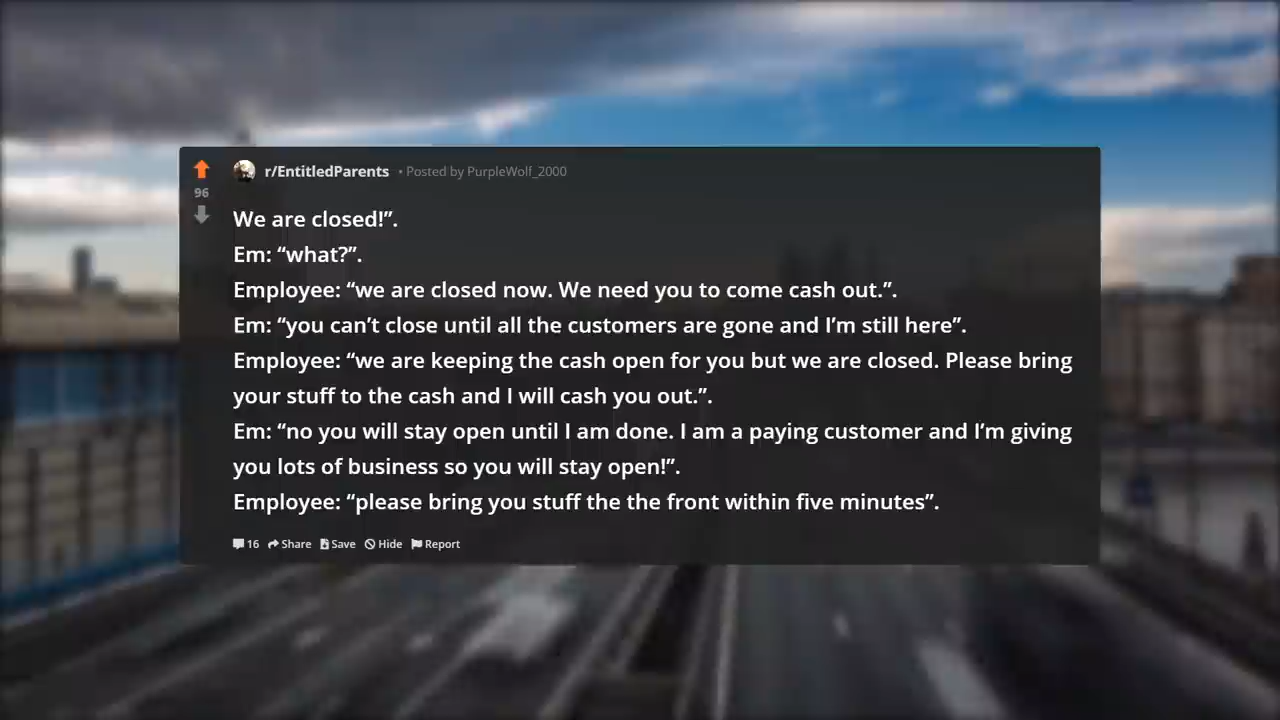 r/EntitledParents • Posted by PurpleWolf_2000
96
We are closed!”.
Em: “what?”.
Employee: “we are closed now. We need you to come cash out.”.
Em: “you can’t close until all the customers are gone and I’m still here”.
Employee: “we are keeping the cash open for you but we are closed. Please bring
your stuff to the cash and I will cash you out.”.
Em: “no you will stay open until I am done. I am a paying customer and I’m giving
you lots of business so you will stay open!”.
Employee: “please bring you stuff the the front within five minutes”.
16 Share Save Hide Report